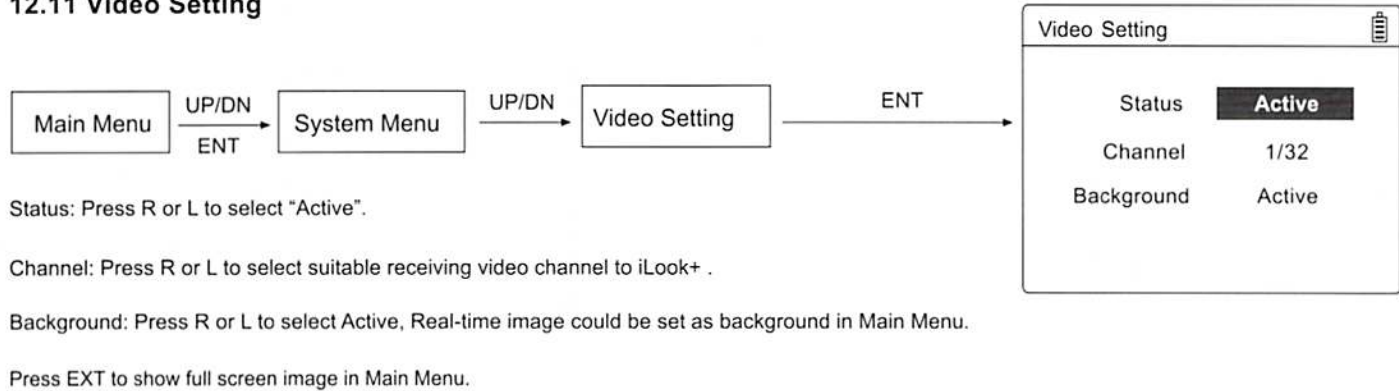 12.11 Video Setting
Main Menu
UP/DN
ENT
System Menu
UP/DN
Video Setting
ENT
Video Setting
Status Active
Channel 1/32
Background Active
Status: Press R or L to select “Active”.
Channel: Press R or L to select suitable receiving video channel to iLook+ .
Background: Press R or L to select Active, Real-time image could be set as background in Main Menu.
Press EXT to show full screen image in Main Menu.